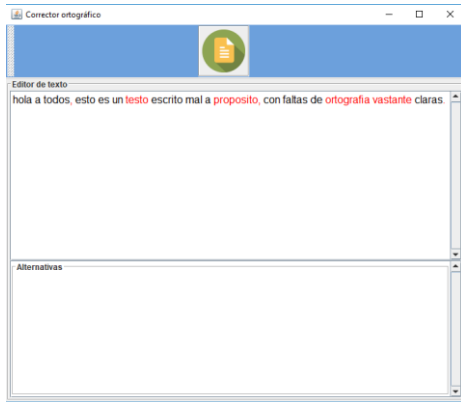 Corrector ortográfico
Editor de texto
hola a todos, esto es un testo escrito mal a proposito, con faltas de ortografia vastante claras.
Alternativas